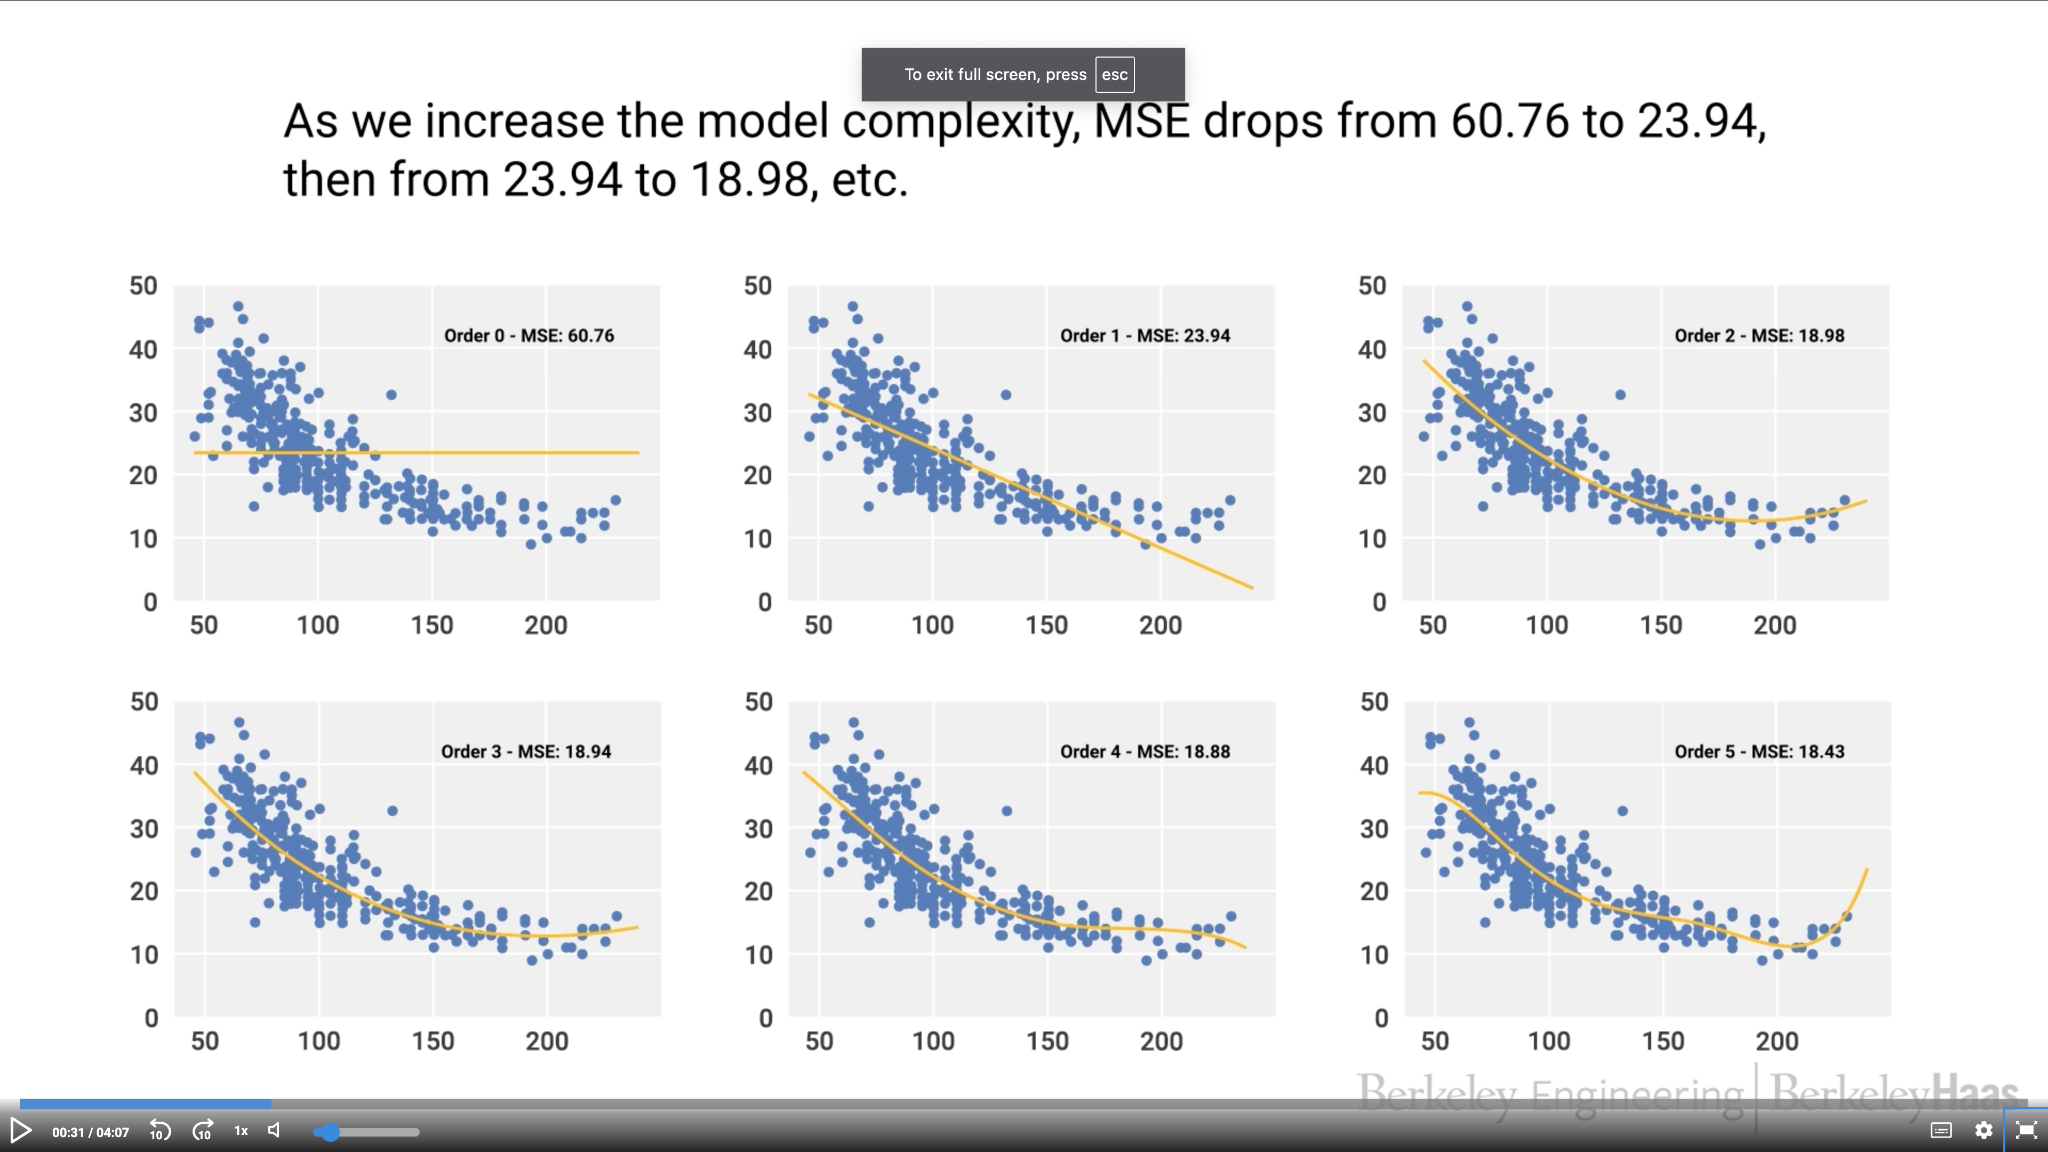 To exit full screen, press esc
As we increase the model complexity, MSE drops from 60.76 to 23.94,
then from 23.94 to 18.98, etc.
50
40
30
20
10
0
50 100 150 200
Order 0 - MSE: 60.76
50
40
30
20
10
0
50 100 150 200
Order 1 - MSE: 23.94
50
40
30
20
10
0
50 100 150 200
Order 2 - MSE: 18.98
50
40
30
20
10
0
50 100 150 200
Order 3 - MSE: 18.94
50
40
30
20
10
0
50 100 150 200
Order 4 - MSE: 18.88
50
40
30
20
10
0
50 100 150 200
Order 5 - MSE: 18.43
Berkeley Engineering | BerkeleyHaas
00:31 / 04:07 10 10 1x